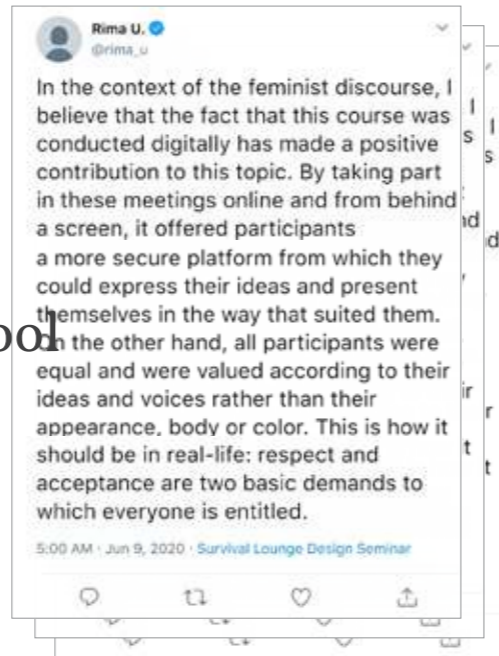 Rima U.
@rima_u
In the context of the feminist discourse, I
believe that the fact that this course was
conducted digitally has made a positive
contribution to this topic. By taking part
in these meetings online and from behind
a screen, it offered participants
a more secure platform from which they
could express their ideas and present
themselves in the way that suited them.
On the other hand, all participants were
equal and were valued according to their
ideas and voices rather than their
appearance, body or color. This is how it
should be in real-life: respect and
acceptance are two basic demands to
which everyone is entitled.
5:00 AM · Jun 9, 2020 · Survival Lounge Design Seminar
ool